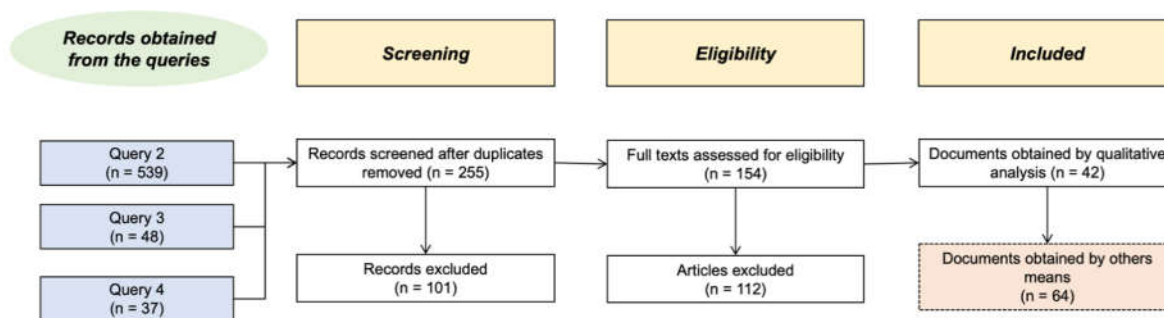 Records obtained
from the queries
Screening
Eligibility
Included
Query 2
(n = 539)
Query 3
(n = 48)
Query 4
(n = 37)
Records screened after duplicates
removed (n = 255)
Records excluded
(n = 101)
Full texts assessed for eligibility
(n = 154)
Articles excluded
(n = 112)
Documents obtained by qualitative
analysis (n = 42)
Documents obtained by others
means
(n = 64)